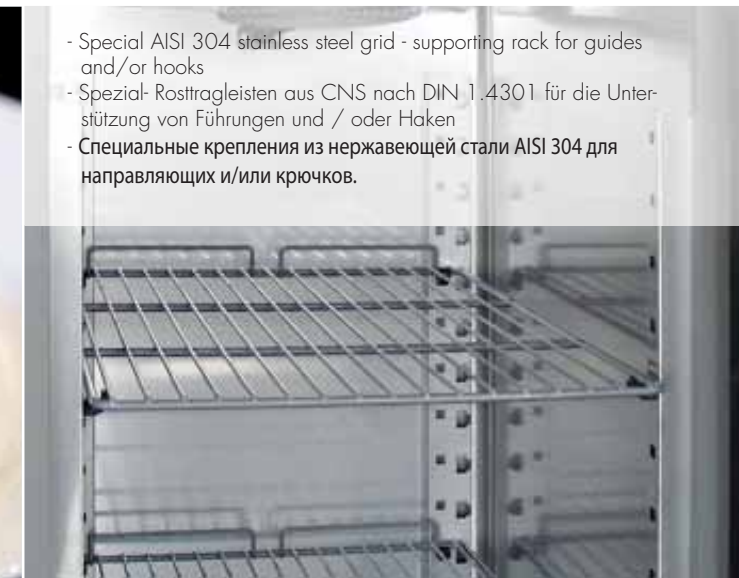 - Special AISI 304 stainless steel grid - supporting rack for guides
and/or hooks
- Spezial- Rosttragleisten aus CNS nach DIN 1.4301 für die Unter-
stützung von Führungen und / oder Haken
- Специальные крепления из нержавеющей стали AISI 304 для
направляющих и/или крючков.